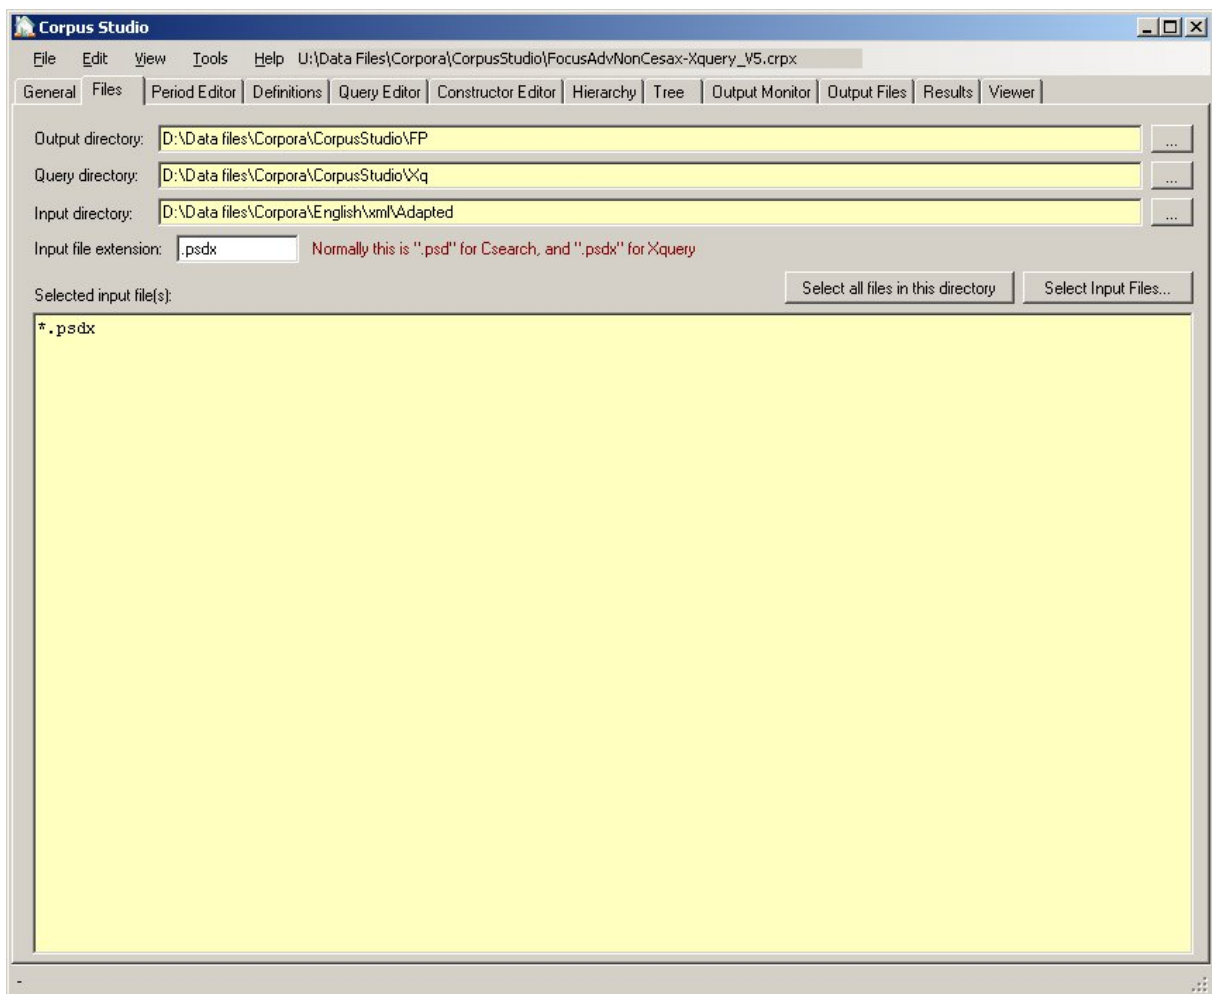 Corpus Studio
File Edit View Tools Help U:\Data Files\Corpora\CorpusStudio\FocusAdvNonCesax-Xquery_V5.crpx
General Files Period Editor Definitions Query Editor Constructor Editor Hierarchy Tree Output Monitor Output Files Results Viewer
Output directory: D:\Data files\Corpora\CorpusStudio\FP ...
Query directory: D:\Data files\Corpora\CorpusStudio\Xq ...
Input directory: D:\Data files\Corpora\English\xml\Adapted ...
Input file extension: .psdx Normally this is ".psd" for Csearch, and ".psdx" for Xquery
Selected input file(s): Select all files in this directory Select Input Files...
*.psdx
-